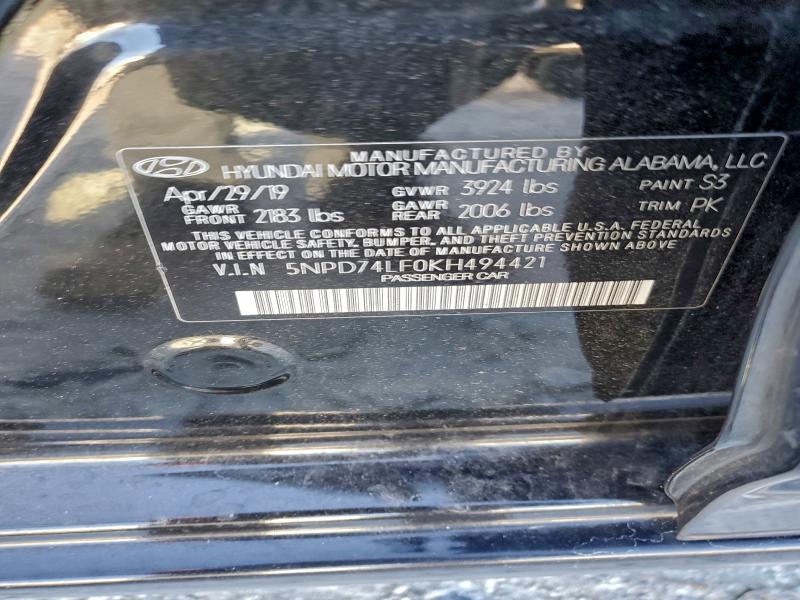 MANUFACTURED BY
HYUNDAI MOTOR MANUFACTURING ALABAMA, LLC
Apr/29/19 GVWR 3924 lbs PAINT S3
GAWR FRONT 2183 lbs GAWR REAR 2006 lbs TRIM PK
THIS VEHICLE CONFORMS TO ALL APPLICABLE U.S.A. FEDERAL
MOTOR VEHICLE SAFETY, BUMPER, AND THEFT PREVENTION STANDARDS
IN EFFECT ON THE DATE OF MANUFACTURE SHOWN ABOVE
V.I.N 5NPD74LF0KH494421
PASSENGER CAR